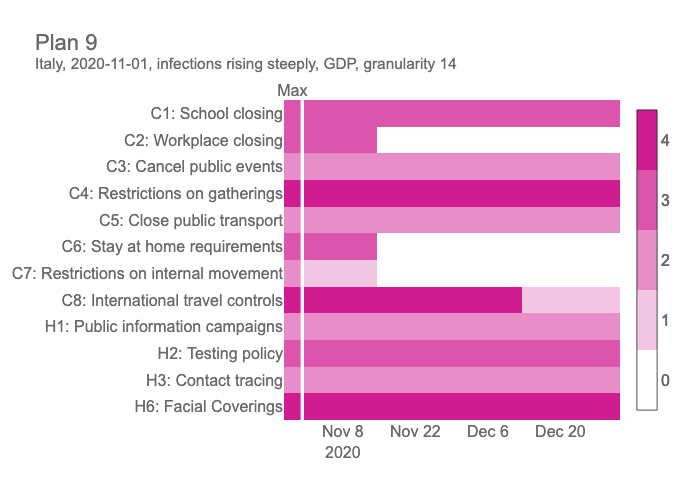 Plan 9
Italy, 2020-11-01, infections rising steeply, GDP, granularity 14
Max
C1: School closing
C2: Workplace closing
C3: Cancel public events
C4: Restrictions on gatherings
C5: Close public transport
C6: Stay at home requirements
C7: Restrictions on internal movement
C8: International travel controls
H1: Public information campaigns
H2: Testing policy
H3: Contact tracing
H6: Facial Coverings
Nov 8 Nov 22 Dec 6 Dec 20
2020
4
3
2
1
0